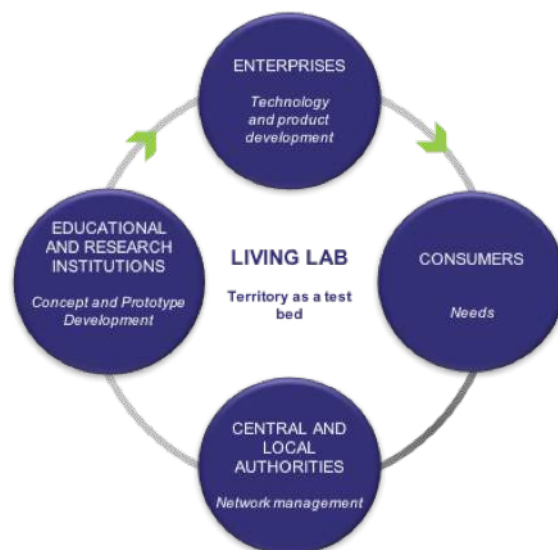 ENTERPRISES
Technology
and product
development
EDUCATIONAL
AND RESEARCH
INSTITUTIONS
Concept and Prototype
Development
LIVING LAB
Territory as a test
bed
CONSUMERS
Needs
CENTRAL AND
LOCAL
AUTHORITIES
Network management